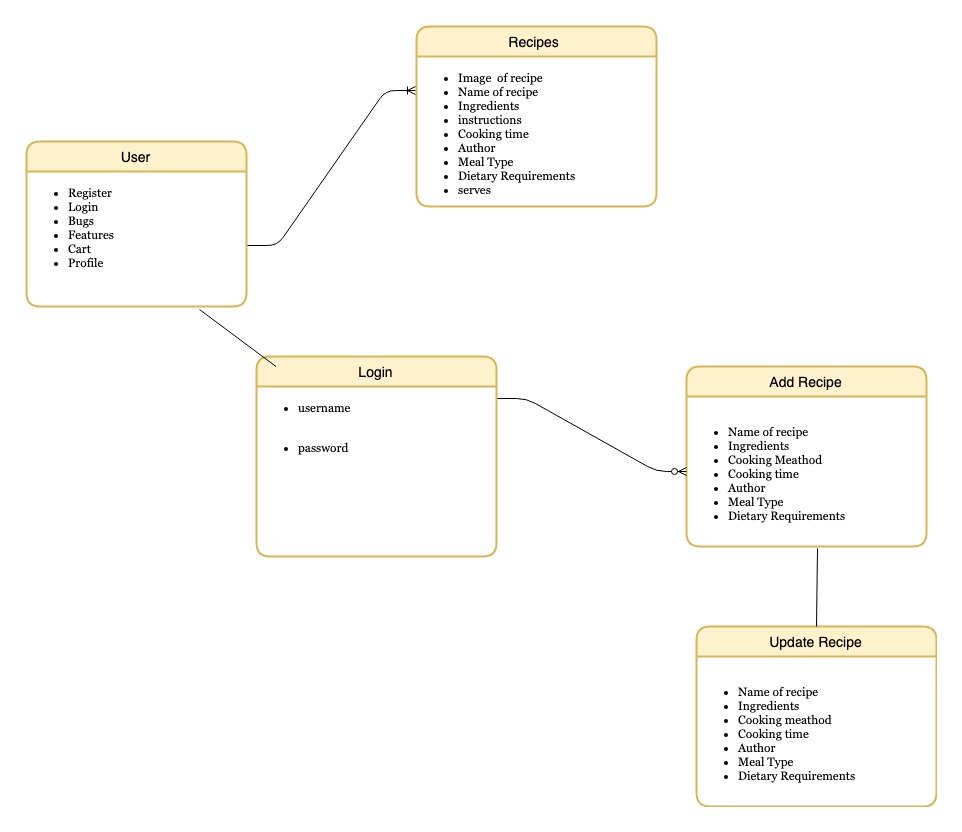 Recipes
Image of recipe
Name of recipe
Ingredients
instructions
Cooking time
Author
Meal Type
Dietary Requirements
serves
User
Register
Login
Bugs
Features
Cart
Profile
Login
username
password
Add Recipe
Name of recipe
Ingredients
Cooking Meathod
Cooking time
Author
Meal Type
Dietary Requirements
Update Recipe
Name of recipe
Ingredients
Cooking meathod
Cooking time
Author
Meal Type
Dietary Requirements